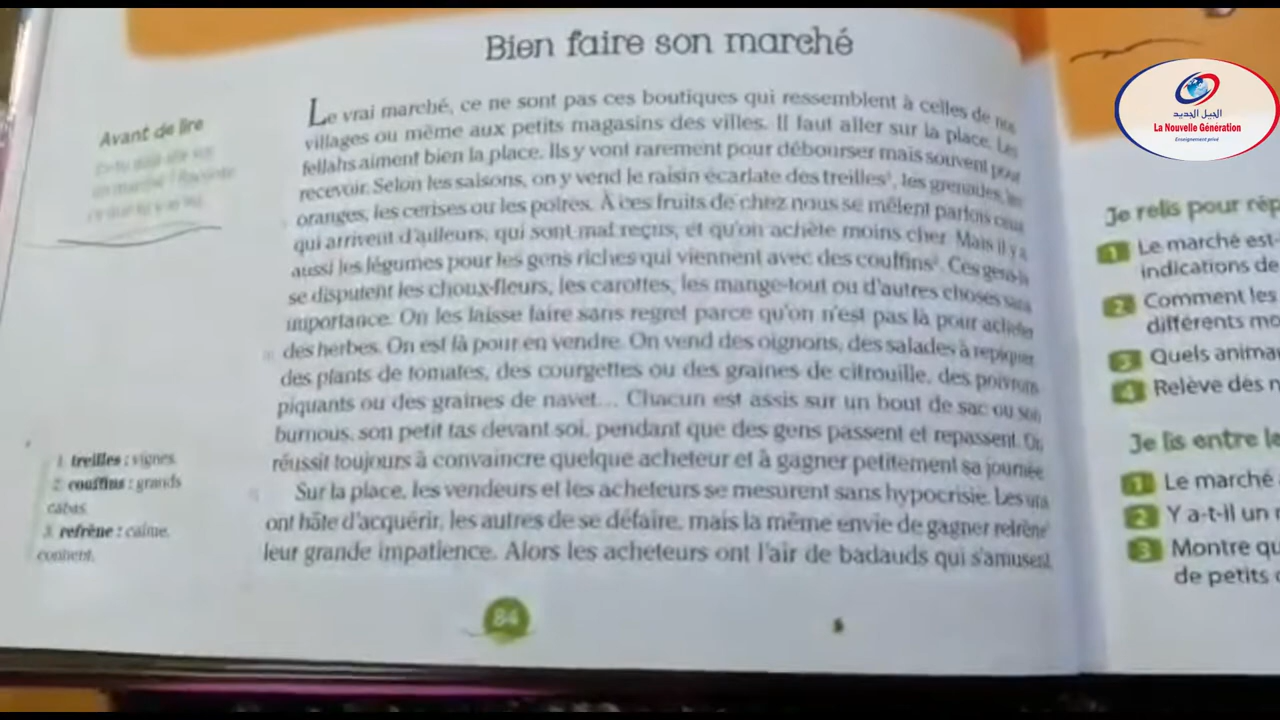 Bien faire son marché
Le vrai marché, ce ne sont pas ces boutiques qui ressemblent à celles de nos
villages ou même aux petits magasins des villes. Il faut aller sur la place. Les
fellahs aiment bien la place. Ils y vont rarement pour débourser mais souvent pour
recevoir. Selon les saisons, on y vend le raisin écarlate des treilles¹, les grenades, les
oranges, les cerises ou les poires. À ces fruits de chez nous se mêlent parfois ceux
qui arrivent d'ailleurs, qui sont mal reçus, et qu'on achète moins cher. Mais il y a
aussi les légumes pour les gens riches qui viennent avec des couffins². Ces gens-là
se disputent les choux-fleurs, les carottes, les mange-tout ou d'autres choses sans
importance. On les laisse faire sans regret parce qu'on n'est pas là pour acheter
des herbes. On est là pour en vendre. On vend des oignons, des salades à repiquer,
des plants de tomates, des courgettes ou des graines de citrouille, des poivrons
piquants ou des graines de navet... Chacun est assis sur un bout de sac ou son
burnous, son petit tas devant soi, pendant que des gens passent et repassent. On
réussit toujours à convaincre quelque acheteur et à gagner petitement sa journée.
Sur la place, les vendeurs et les acheteurs se mesurent sans hypocrisie. Les uns
ont hâte d'acquérir, les autres de se défaire, mais la même envie de gagner refrène³
leur grande impatience. Alors les acheteurs ont l'air de badauds qui s'amusent,
84
Avant de lire
1. treilles : vignes.
2. couffins : grands
cabas.
3. refrène : calme,
contient.
الجيل الجديد
La Nouvelle Génération
Enseignement privé
Je relis pour rép
1 Le marché est-
indications de
2 Comment les
différents mo
3 Quels anima
4 Relève des
Je lis entre le
1 Le marché
2 Y a-t-il un
3 Montre qu
de petits